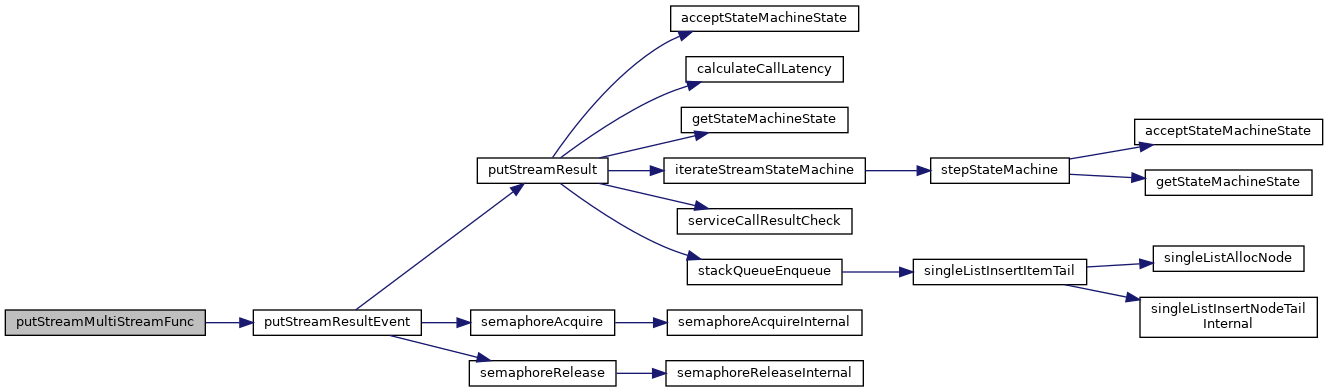 acceptStateMachineState
calculateCallLatency
getStateMachineState
acceptStateMachineState
putStreamResult
iterateStreamStateMachine
stepStateMachine
getStateMachineState
serviceCallResultCheck
stackQueueEnqueue
singleListInsertItemTail
singleListAllocNode
singleListInsertNodeTail
Internal
putStreamMultiStreamFunc
putStreamResultEvent
semaphoreAcquire
semaphoreAcquireInternal
semaphoreRelease
semaphoreReleaseInternal